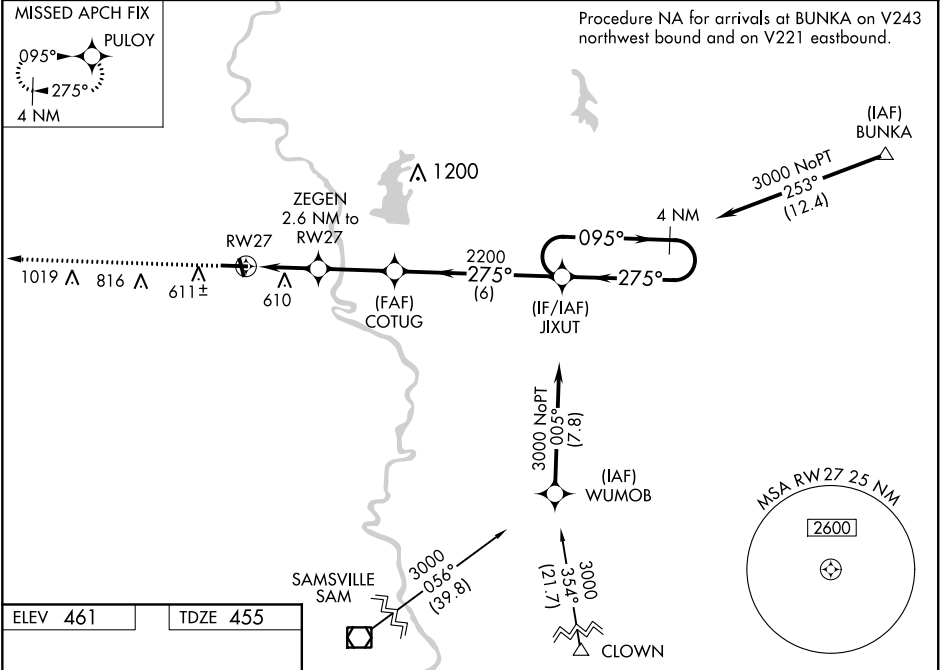 MISSED APCH FIX
PULOY
095°
275°
4 NM
Procedure NA for arrivals at BUNKA on V243
northwest bound and on V221 eastbound.
(IAF)
BUNKA
3000 NoPT
253°
(12.4)
1200
ZEGEN
2.6 NM to
RW27
RW27
4 NM
095°
275°
2200
275°
(6)
1019
816
611±
610
(FAF)
COTUG
(IF/IAF)
JIXUT
3000 NoPT
005°
(7.8)
(IAF)
WUMOB
MSA RW27 25 NM
2600
3000
056°
(39.8)
3000
354°
(21.7)
SAMSVILLE
SAM
CLOWN
ELEV 461
TDZE 455